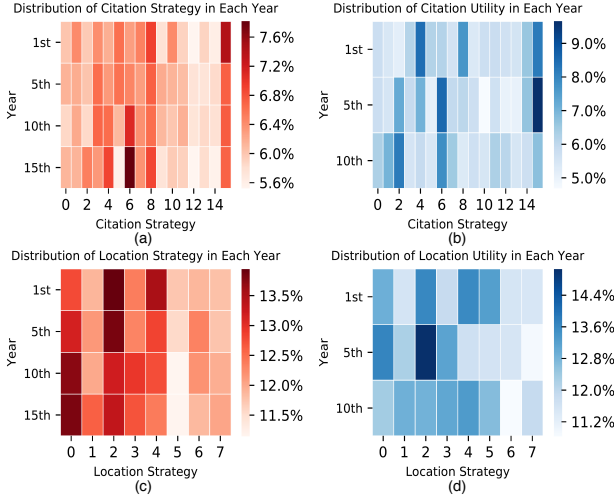 Distribution of Citation Strategy in Each Year
1st
5th
10th
15th
Year
0 2 4 6 8 10 12 14
Citation Strategy
7.6%
7.2%
6.8%
6.4%
6.0%
5.6%
(a)
Distribution of Citation Utility in Each Year
1st
5th
10th
Year
0 2 4 6 8 10 12 14
Citation Strategy
9.0%
8.0%
7.0%
6.0%
5.0%
(b)
Distribution of Location Strategy in Each Year
1st
5th
10th
15th
Year
0 1 2 3 4 5 6 7
Location Strategy
13.5%
13.0%
12.5%
12.0%
11.5%
(c)
Distribution of Location Utility in Each Year
1st
5th
10th
Year
0 1 2 3 4 5 6 7
Location Strategy
14.4%
13.6%
12.8%
12.0%
11.2%
(d)